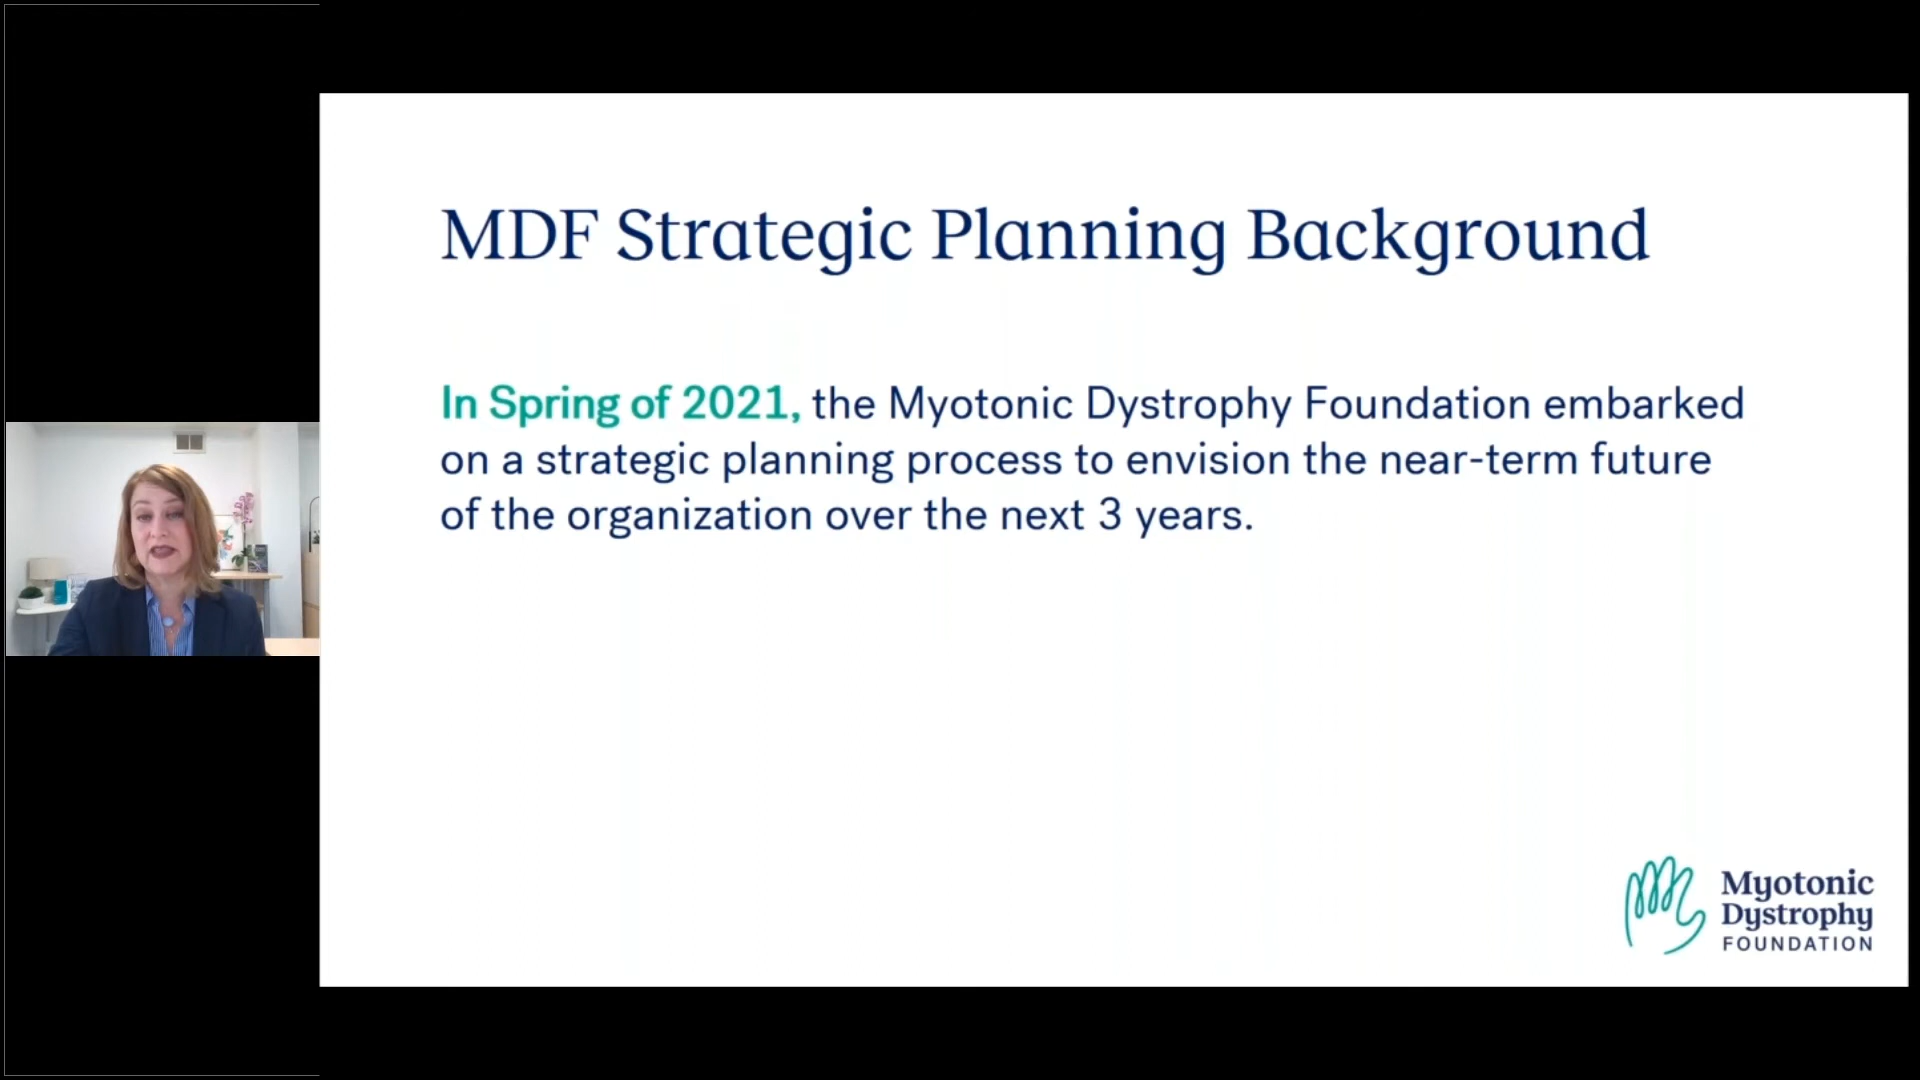 MDF Strategic Planning Background
In Spring of 2021, the Myotonic Dystrophy Foundation embarked
on a strategic planning process to envision the near-term future
of the organization over the next 3 years.
Myotonic
Dystrophy
FOUNDATION